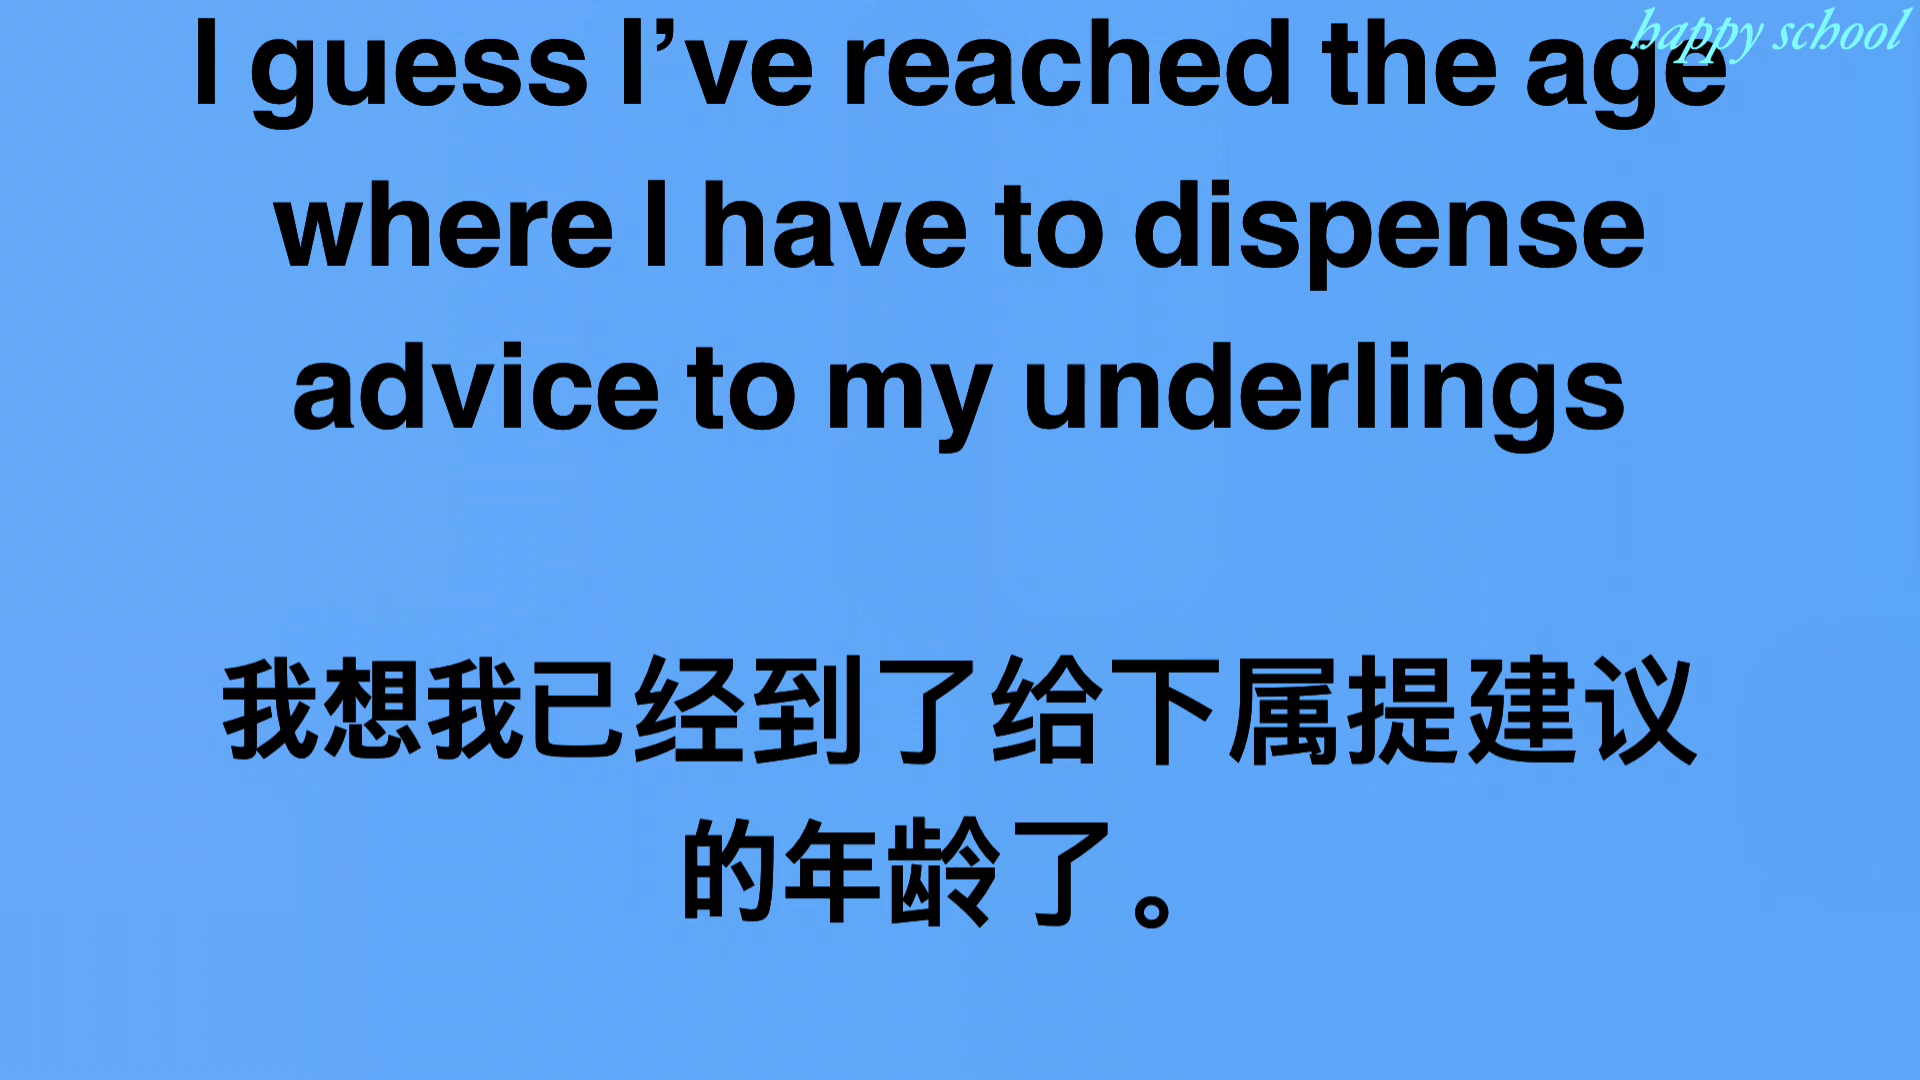 happy school
I guess I’ve reached the age
where I have to dispense
advice to my underlings
我想我已经到了给下属提建议
的年龄了。